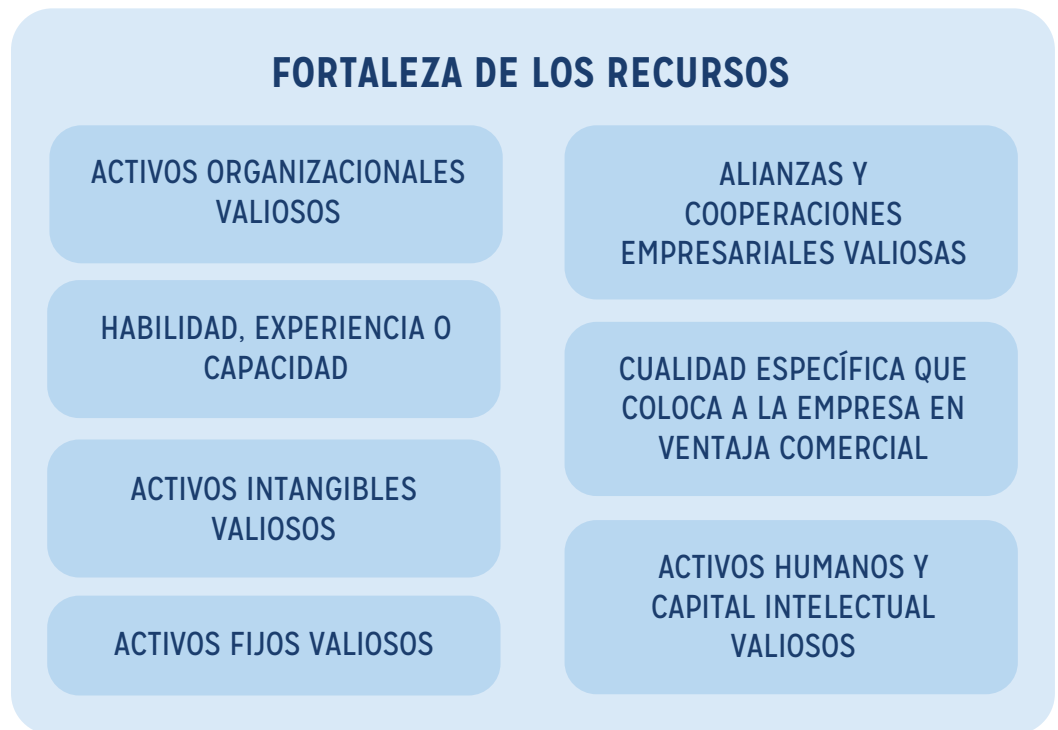 FORTALEZA DE LOS RECURSOS
ACTIVOS ORGANIZACIONALES
VALIOSOS
HABILIDAD, EXPERIENCIA O
CAPACIDAD
ACTIVOS INTANGIBLES
VALIOSOS
ACTIVOS FIJOS VALIOSOS
ALIANZAS Y
COOPERACIONES
EMPRESARIALES VALIOSAS
CUALIDAD ESPECÍFICA QUE
COLOCA A LA EMPRESA EN
VENTAJA COMERCIAL
ACTIVOS HUMANOS Y
CAPITAL INTELECTUAL
VALIOSOS